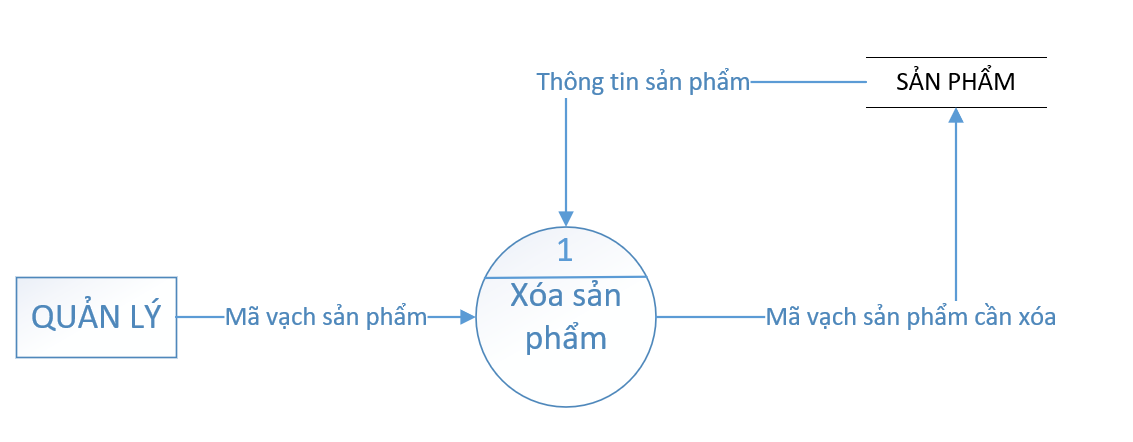 Thông tin sản phẩm
SẢN PHẨM
1
Xóa sản
phẩm
QUẢN LÝ
Mã vạch sản phẩm
Mã vạch sản phẩm cần xóa